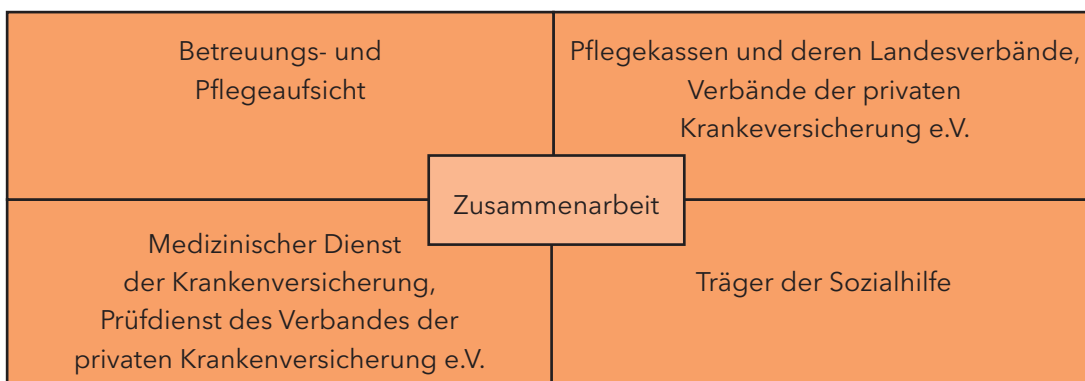 Betreuungs- und
Pflegeaufsicht
Pflegekassen und deren Landesverbände,
Verbände der privaten
Krankeversicherung e.V.
Zusammenarbeit
Medizinischer Dienst
der Krankenversicherung,
Prüfdienst des Verbandes der
privaten Krankenversicherung e.V.
Träger der Sozialhilfe